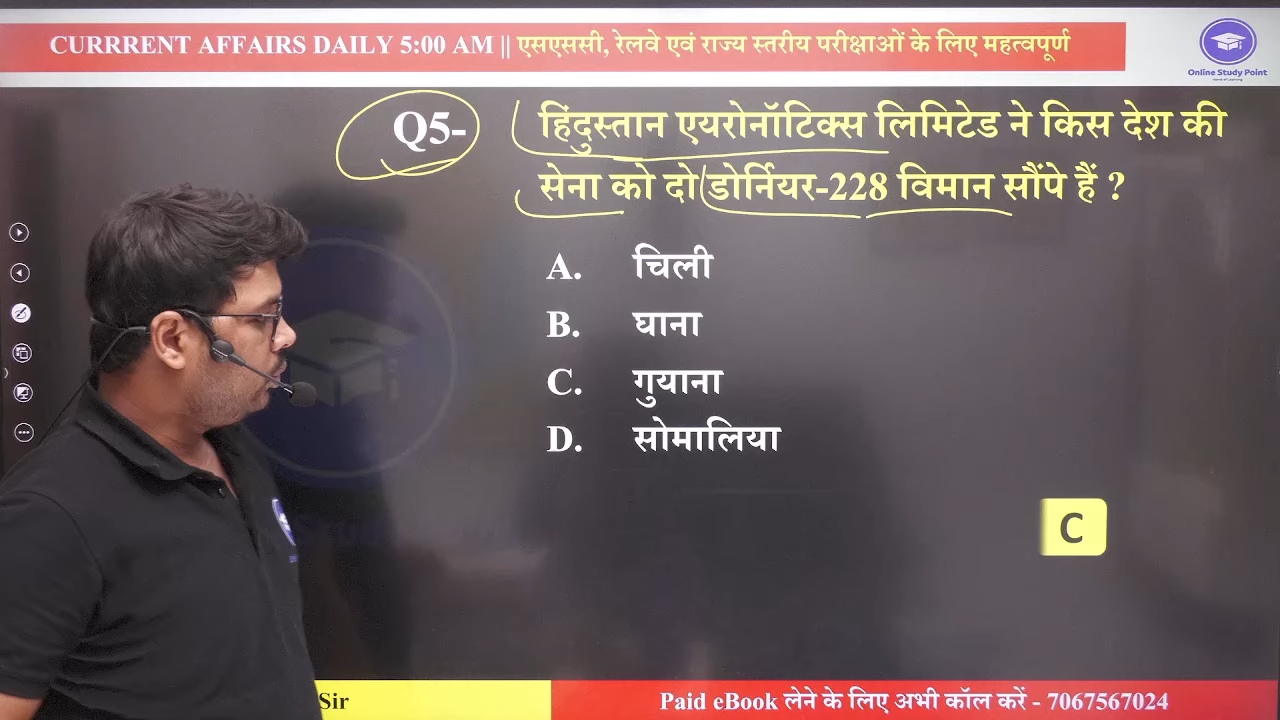 CURRRENT AFFAIRS DAILY 5:00 AM || एसएससी, रेलवे एवं राज्य स्तरीय परीक्षाओं के लिए महत्वपूर्ण
Online Study Point
Q5- हिंदुस्तान एयरोनॉटिक्स लिमिटेड ने किस देश की
सेना को दो डोर्नियर-228 विमान सौंपे हैं ?
A. चिली
B. घाना
C. गुयाना
D. सोमालिया
C
Sir
Paid eBook लेने के लिए अभी कॉल करें - 7067567024